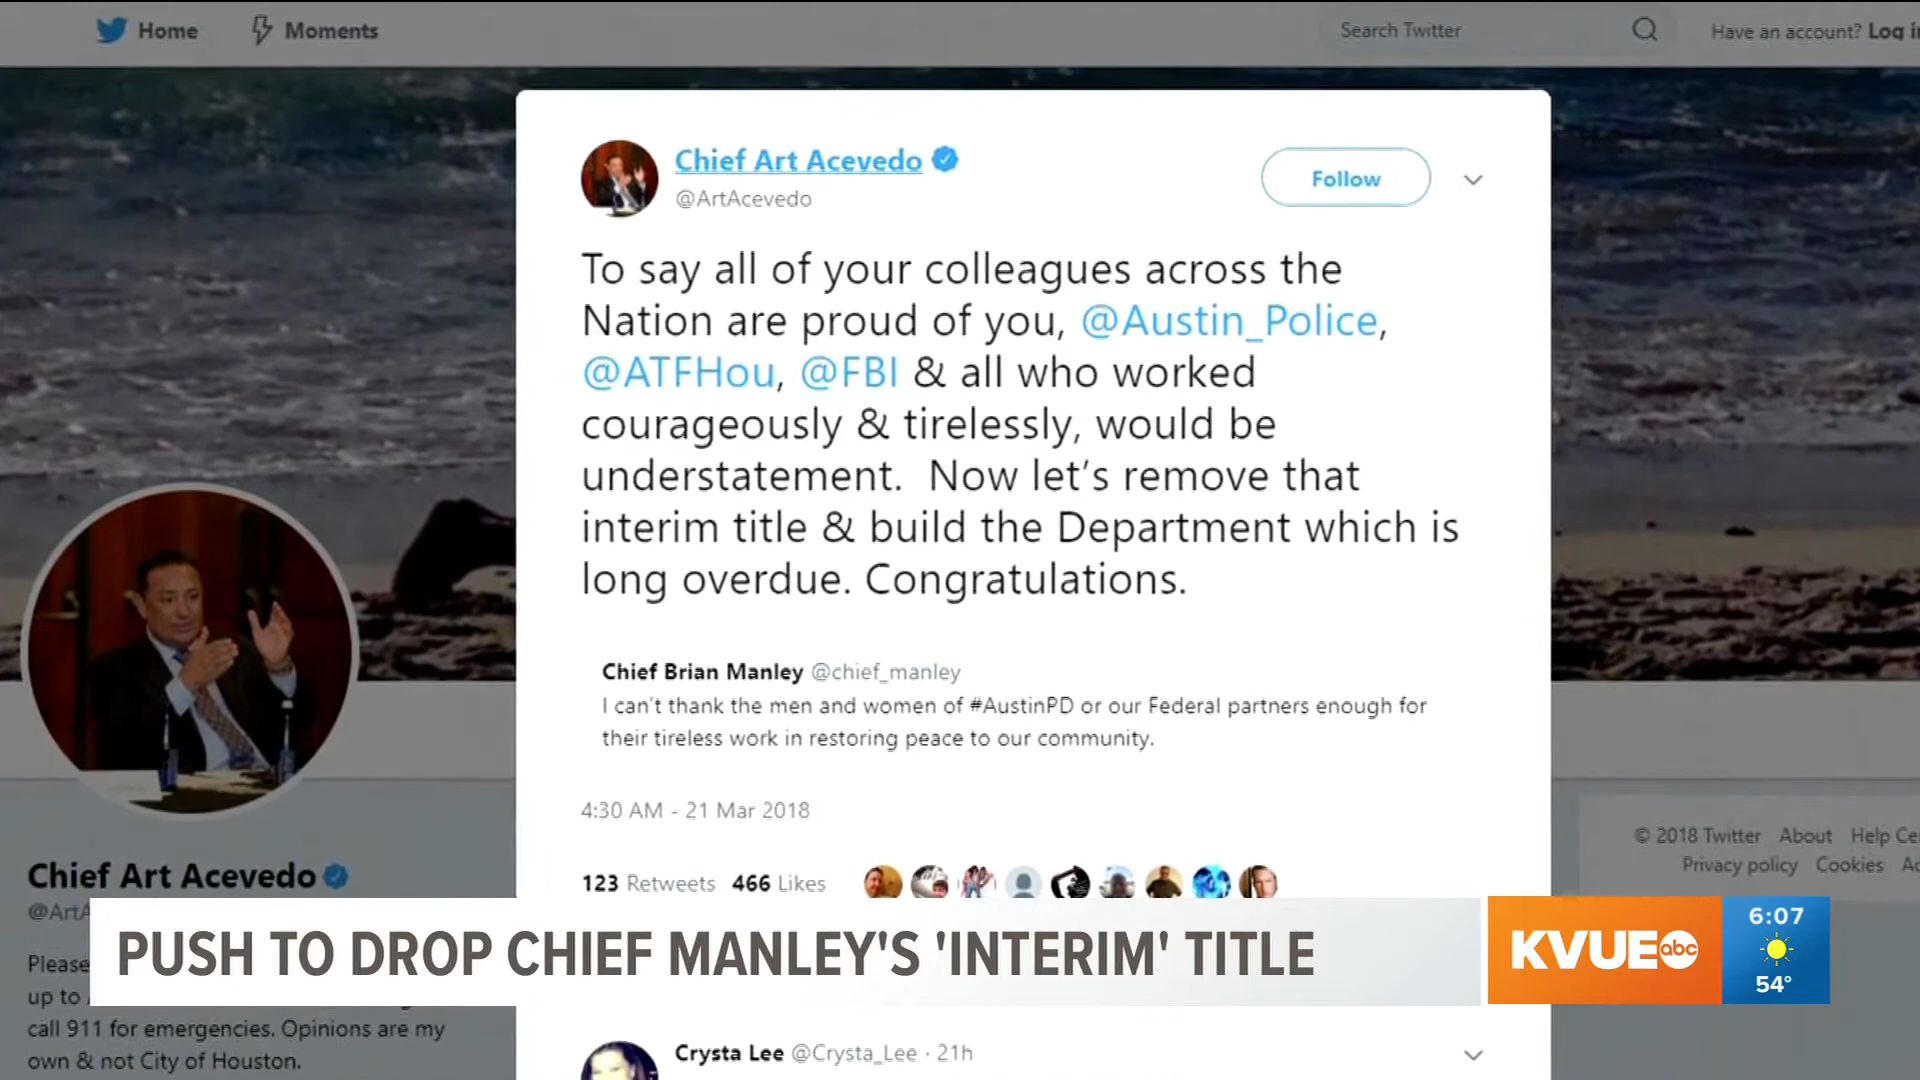 Home
Moments
Search Twitter
Have an account? Log i
Chief Art Acevedo
@ArtAcevedo
Follow
To say all of your colleagues across the
Nation are proud of you, @Austin_Police,
@ATFHou, @FBI & all who worked
courageously & tirelessly, would be
understatement.  Now let's remove that
interim title & build the Department which is
long overdue. Congratulations.
Chief Brian Manley @chief_manley
I can't thank the men and women of #AustinPD or our Federal partners enough for
their tireless work in restoring peace to our community.
4:30 AM - 21 Mar 2018
123 Retweets 466 Likes
Chief Art Acevedo
@ArtA
Please
up to
call 911 for emergencies. Opinions are my
own & not City of Houston.
© 2018 Twitter About Help Ce
Privacy policy Cookies
PUSH TO DROP CHIEF MANLEY'S 'INTERIM' TITLE
KVUE abc
6:07
54°
Crysta Lee @Crysta_Lee · 21h